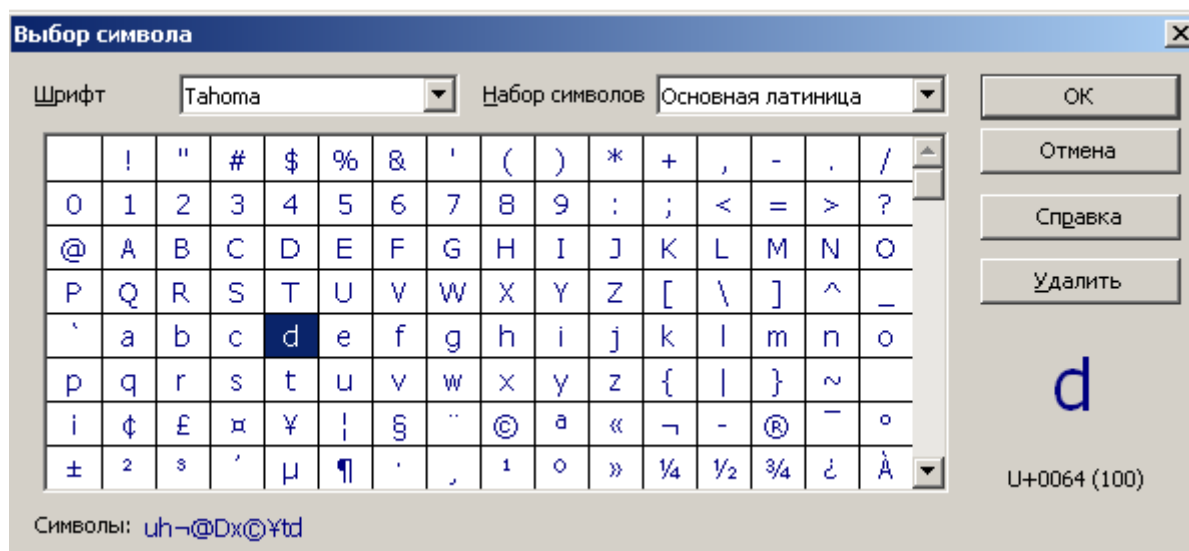 Выбор символа
Шрифт Tahoma Набор символов Основная латиница ОК
! " # $ % & ' ( ) * + , - . / Отмена
0 1 2 3 4 5 6 7 8 9 : ; < = > ? Справка
@ A B C D E F G H I J K L M N O
P Q R S T U V W X Y Z [ \ ] ^ _ Удалить
` a b c d e f g h i j k l m n o
p q r s t u v w x y z { | } ~ d
¡ ¢ £ ¤ ¥ ¦ § ¨ © ª « ¬ - ® ¯ °
± ² ³ ´ µ ¶ · ¸ ¹ º » ¼ ½ ¾ ¿ À U+0064 (100)
Символы: uh¬@Dx©¥td